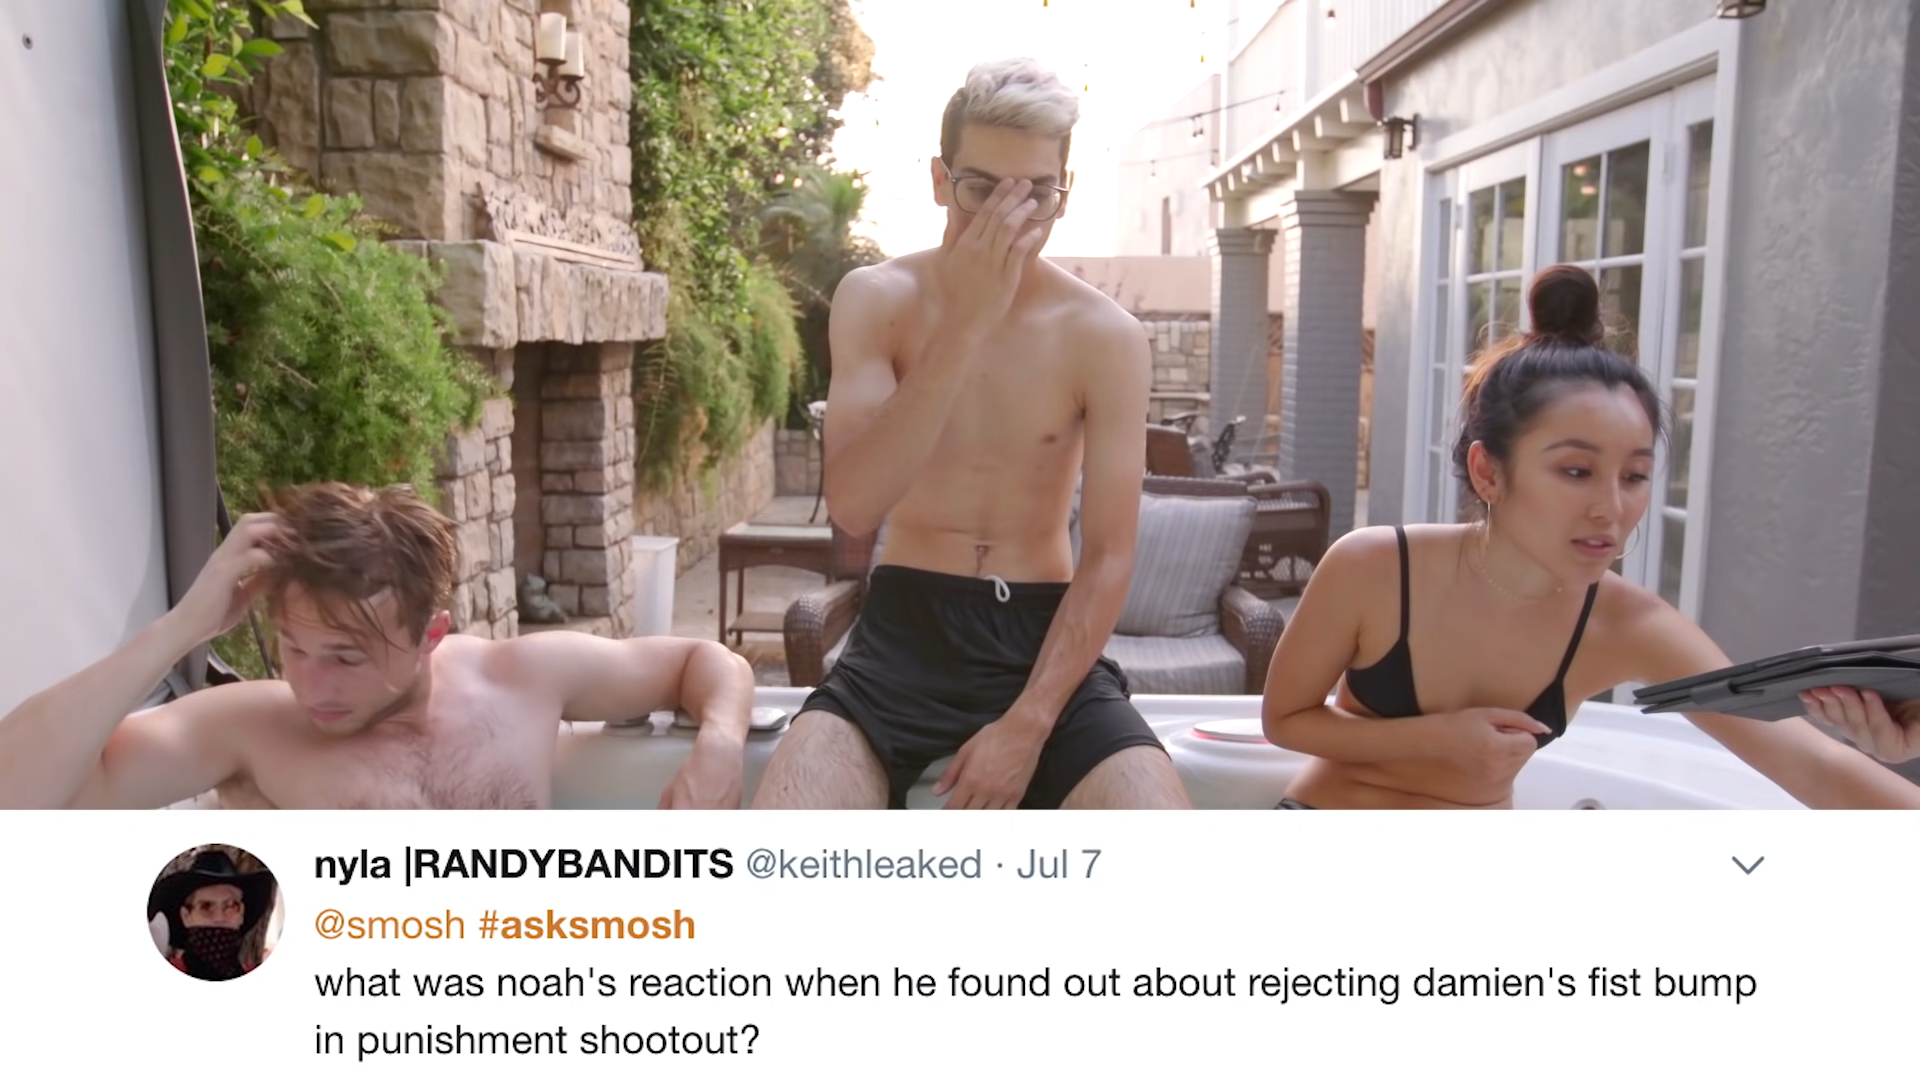 nyla |RANDYBANDITS @keithleaked · Jul 7
@smosh #asksmosh
what was noah's reaction when he found out about rejecting damien's fist bump
in punishment shootout?